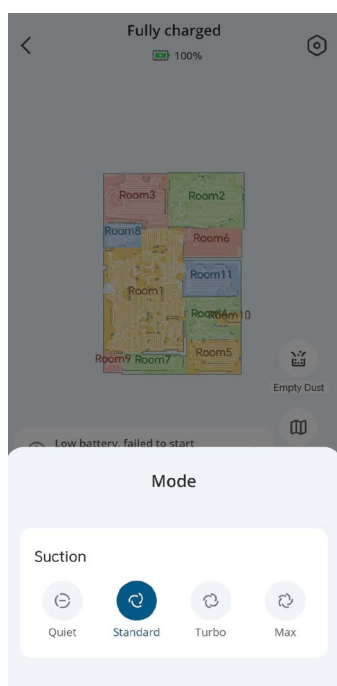 Fully charged
100%
Room3
Room2
Room8
Room6
Room11
Room1
Room4
Room10
Room9
Room7
Room5
Empty Dust
Low battery, failed to start
Mode
Suction
Quiet
Standard
Turbo
Max